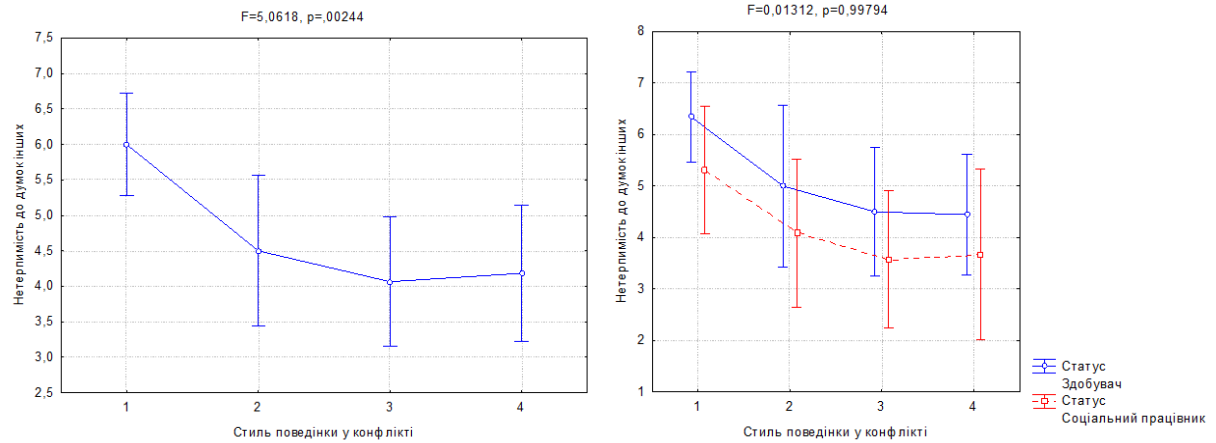 F=5,0618, p=,00244
7,5
7,0
6,5
6,0
5,5
5,0
4,5
4,0
3,5
3,0
2,5
Нетерпимість до думок інших
1 2 3 4
Стиль поведінки у конфлікті
F=0,01312, p=0,99794
8
7
6
5
4
3
2
1
Нетерпимість до думок інших
1 2 3 4
Стиль поведінки у конфлікті
Статус
Здобувач
Статус
Соціальний працівник